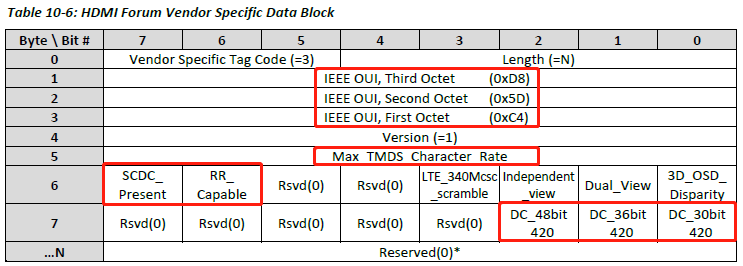 Table 10-6: HDMI Forum Vendor Specific Data Block
Byte \ Bit # 7 6 5 4 3 2 1 0
0 Vendor Specific Tag Code (=3) Length (=N)
1 IEEE OUI, Third Octet (0xD8)
2 IEEE OUI, Second Octet (0x5D)
3 IEEE OUI, First Octet (0xC4)
4 Version (=1)
5 Max_TMDS_Character_Rate
6 SCDC_ Present RR_ Capable Rsvd(0) Rsvd(0) LTE_340Mcsc _scramble Independent _view Dual_View 3D_OSD_ Disparity
7 Rsvd(0) Rsvd(0) Rsvd(0) Rsvd(0) Rsvd(0) DC_48bit 420 DC_36bit 420 DC_30bit 420
...N Reserved(0)*